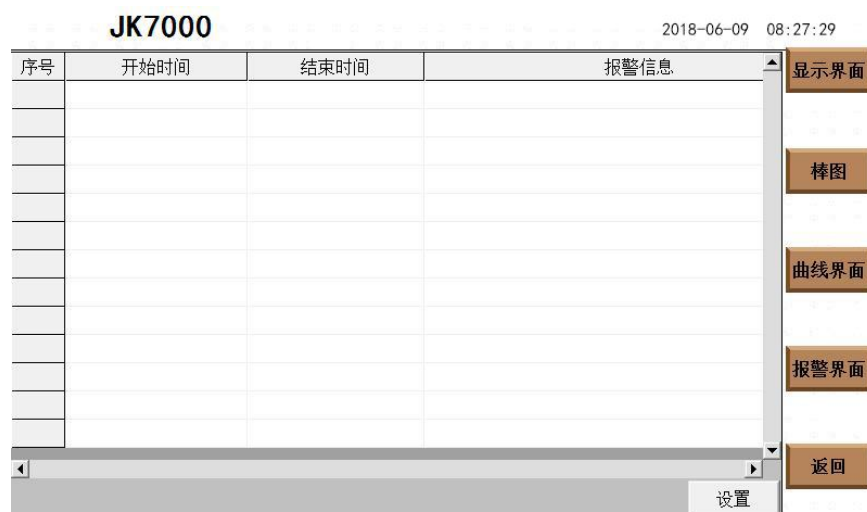 JK7000 2018-06-09 08:27:29
序号 开始时间 结束时间 报警信息
显示界面
棒图
曲线界面
报警界面
返回
设置